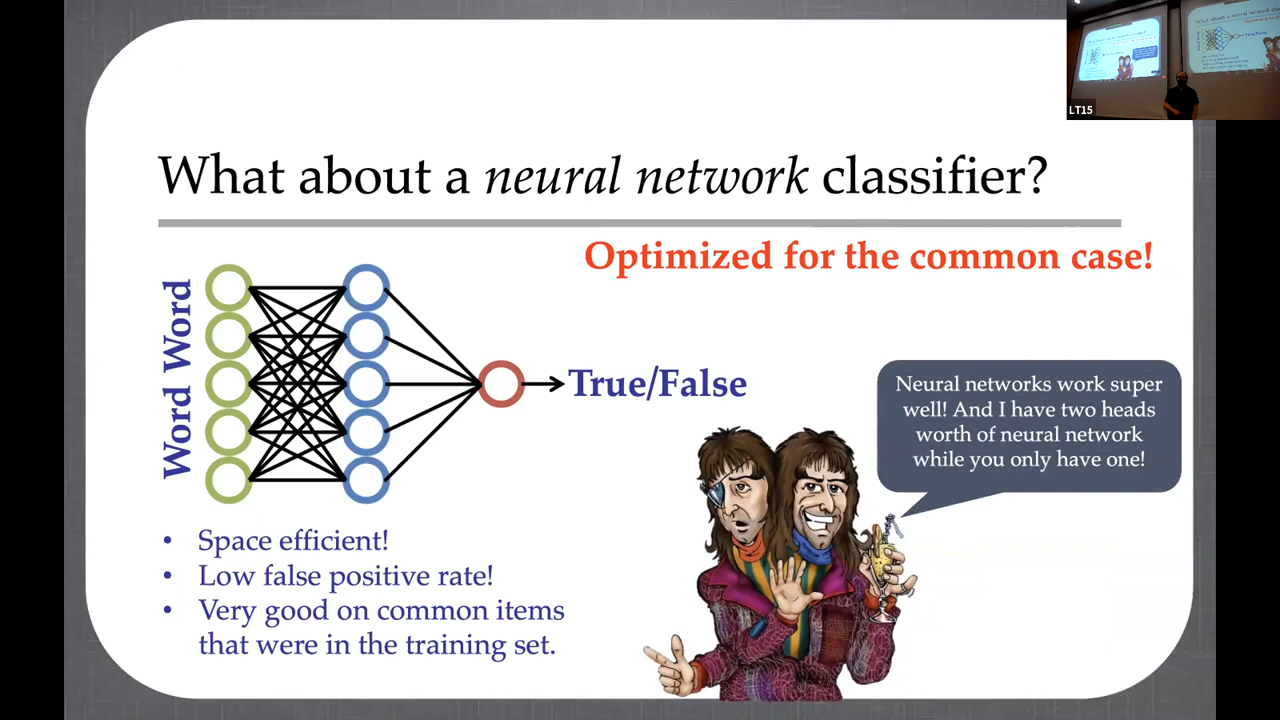 What about a neural network classifier?
Optimized for the common case!
Word Word
True/False
Neural networks work super
well! And I have two heads
worth of neural network
while you only have one!
• Space efficient!
• Low false positive rate!
• Very good on common items
that were in the training set.
LT15